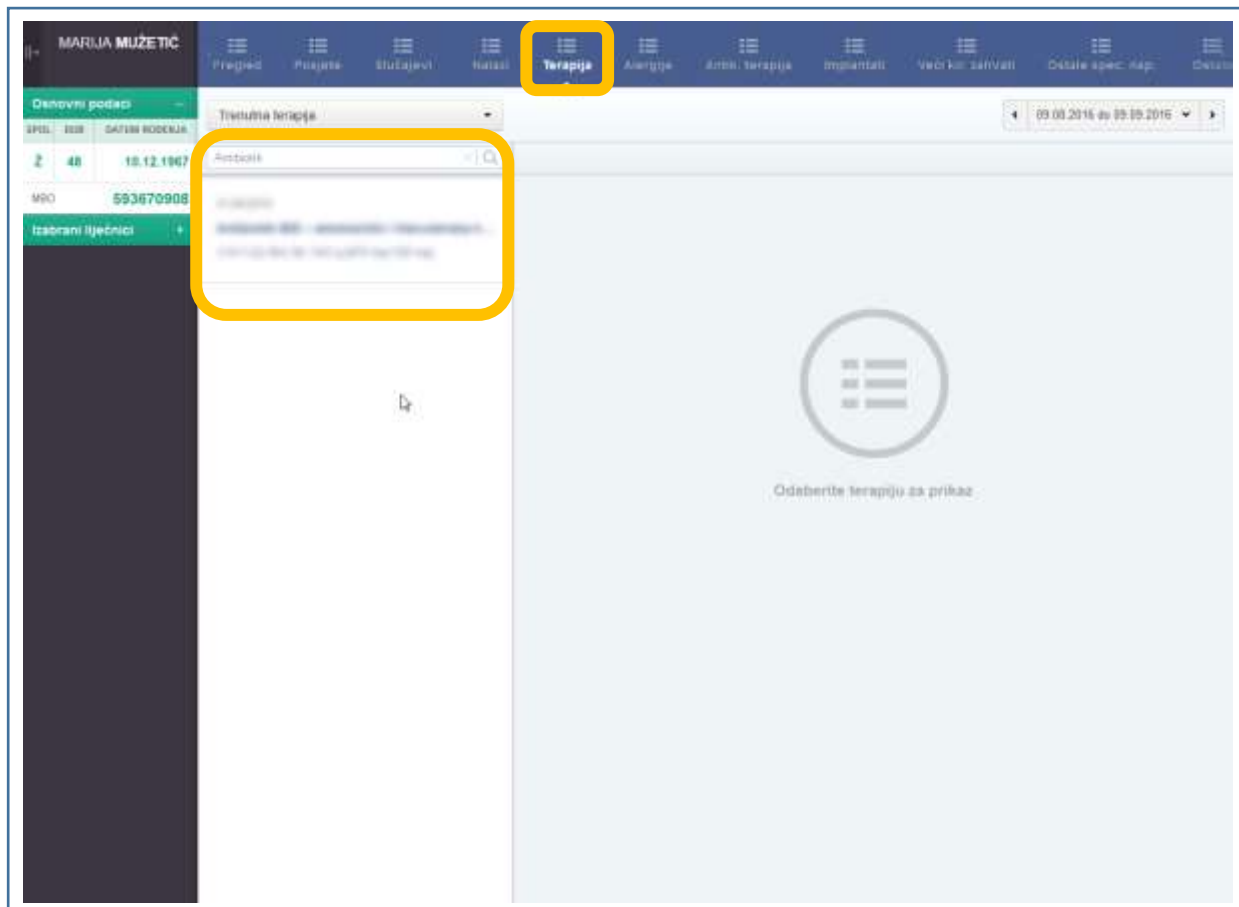 MARIJA MUŽETIĆ
Pregled
Posjete
Slučajevi
Nalazi
Terapija
Alergije
Amb. terapija
Implantati
Veći kir. zahvati
Ostale spec. nap.
Osnovni podaci
SPOL DOB DATUM ROĐENJA
Ž 48 10.12.1967
MBO 593670908
Izabrani liječnici
Trenutna terapija
09.08.2016 do 09.09.2016
Antibiotik
Odaberite terapiju za prikaz